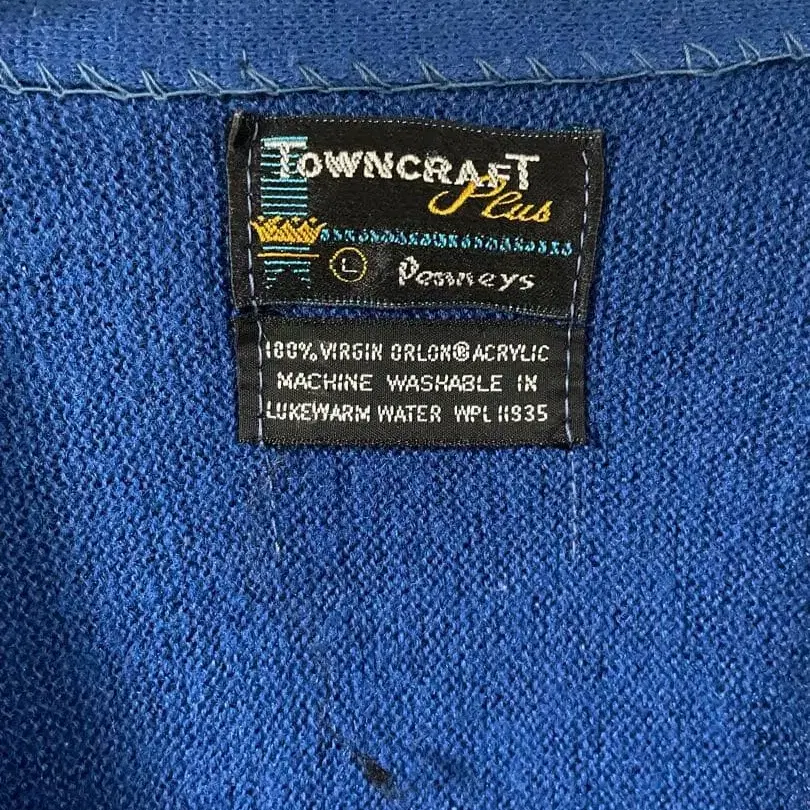 TOWNCRAFT
Plus
L Penneys
100% VIRGIN ORLON® ACRYLIC
MACHINE WASHABLE IN
LUKEWARM WATER WPL 11935